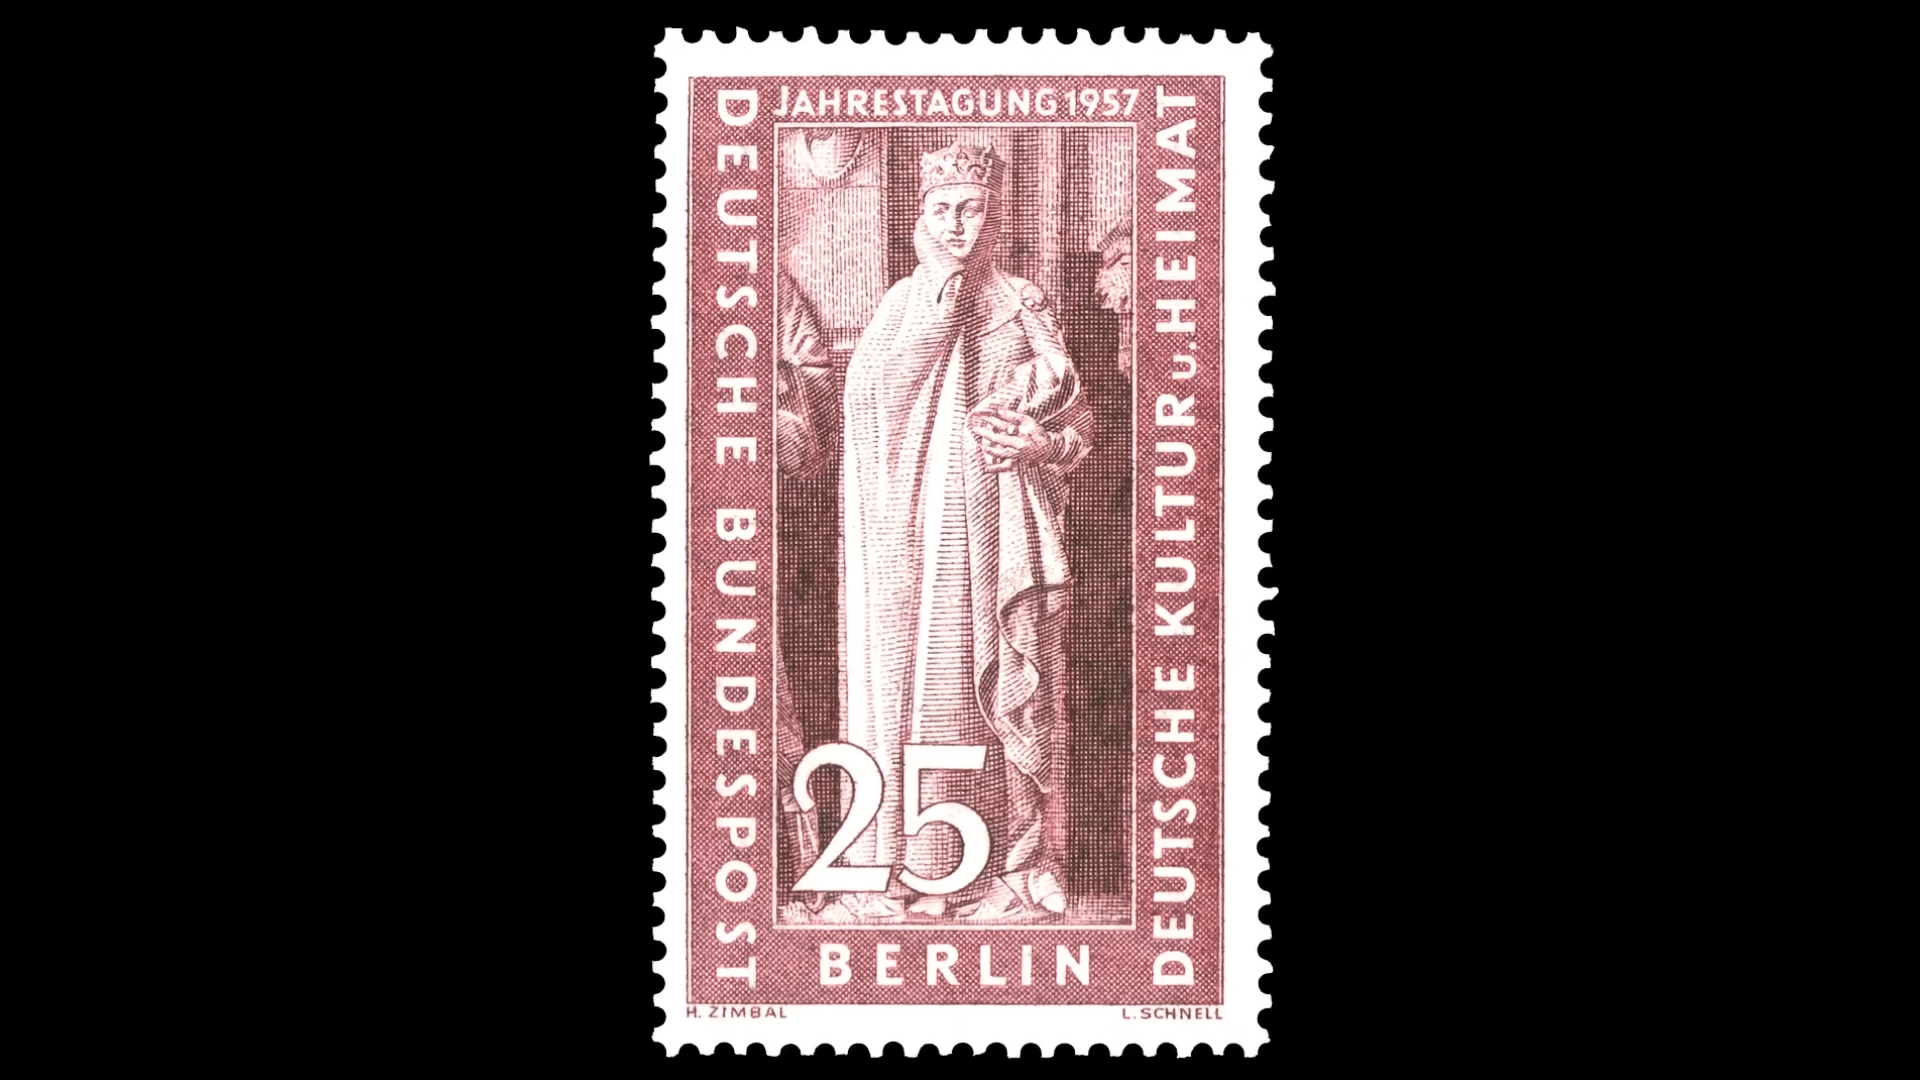 JAHRESTAGUNG 1957
DEUTSCHE BUNDESPOST
DEUTSCHE KULTUR u. HEIMAT
25
BERLIN
H. ZIMBAL
L. SCHNELL